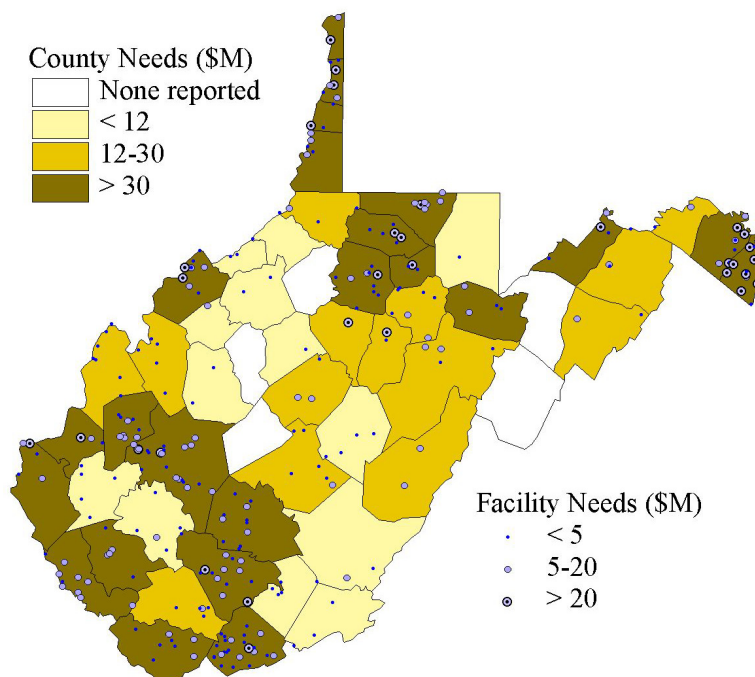 County Needs ($M)
None reported
< 12
12-30
> 30
Facility Needs ($M)
< 5
5-20
> 20